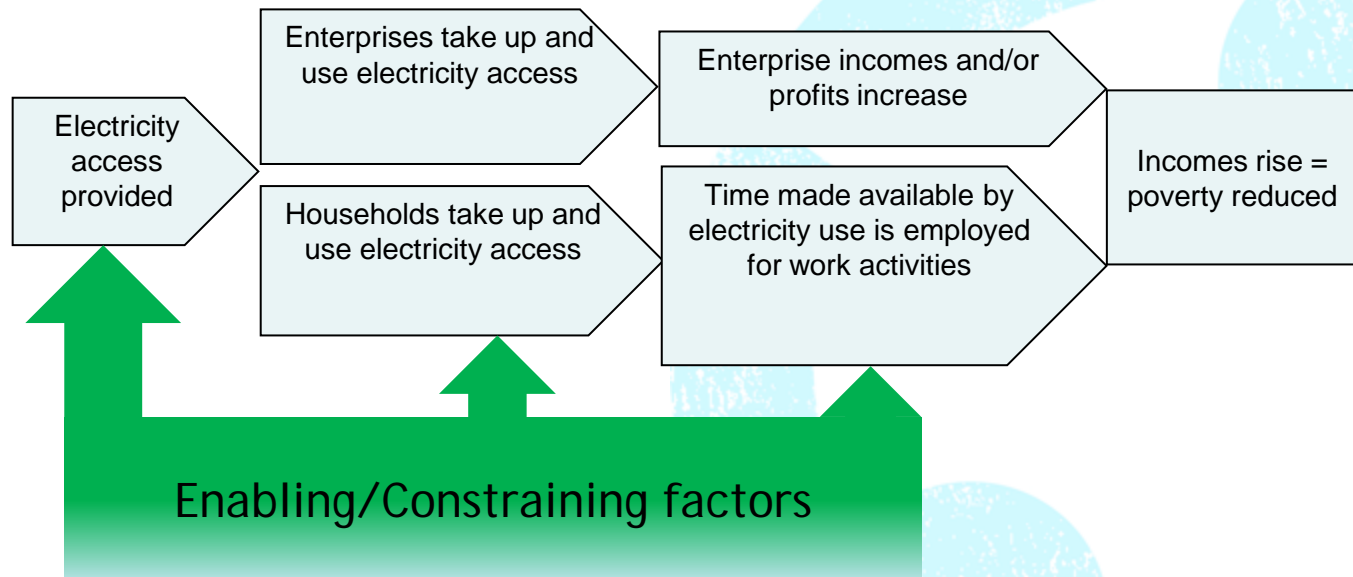 Electricity
access
provided
Enterprises take up and
use electricity access
Households take up and
use electricity access
Enterprise incomes and/or
profits increase
Time made available by
electricity use is employed
for work activities
Incomes rise =
poverty reduced
Enabling/Constraining factors